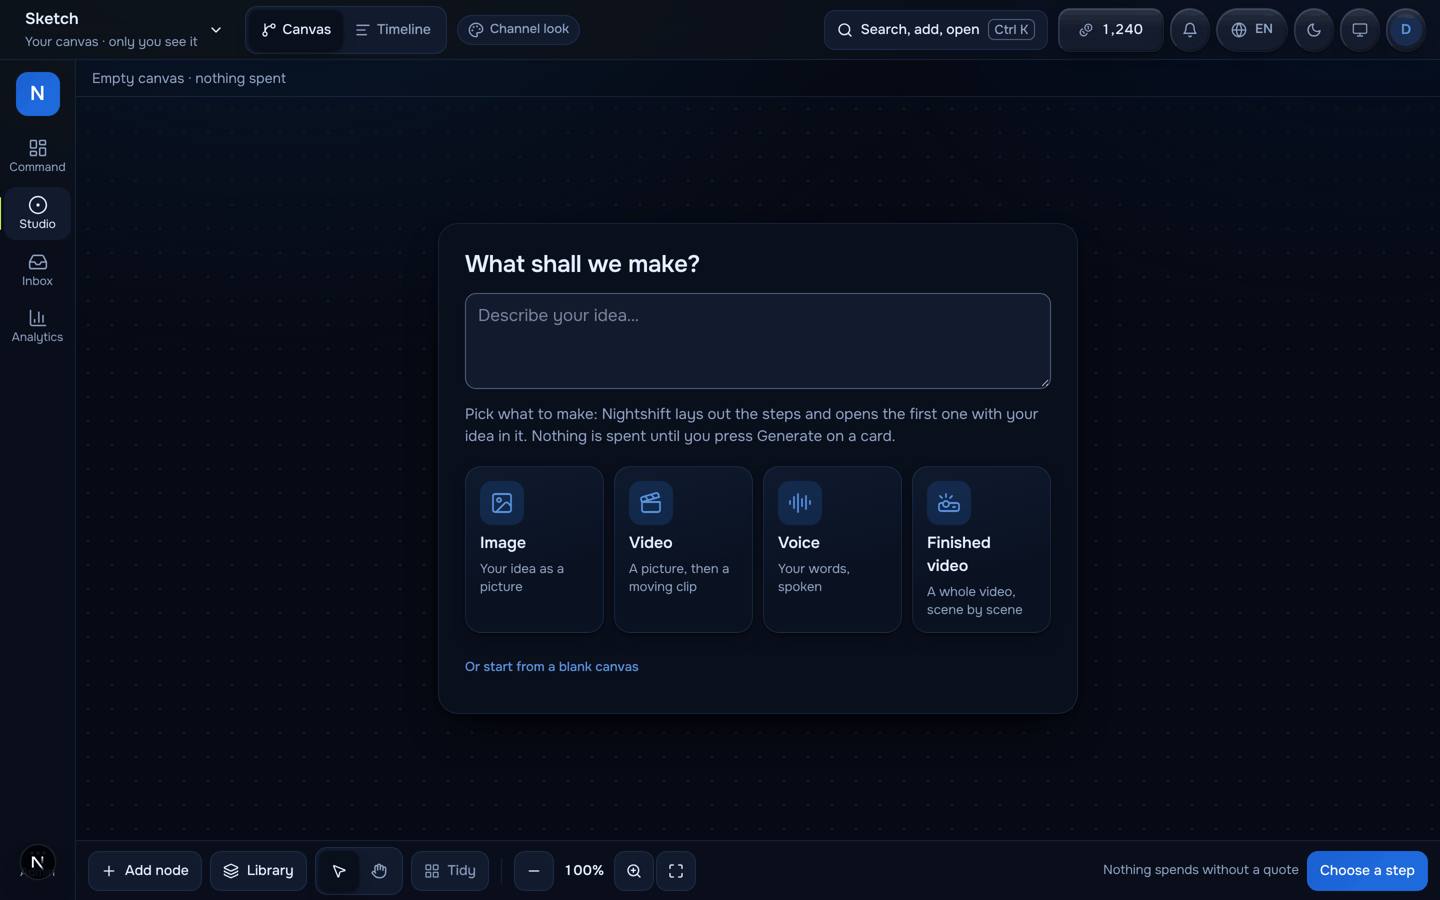 Sketch
Your canvas · only you see it
Canvas
Timeline
Channel look
Search, add, open
Ctrl K
1,240
EN
D
N
Empty canvas · nothing spent
Command
Studio
Inbox
Analytics
What shall we make?
Describe your idea...
Pick what to make: Nightshift lays out the steps and opens the first one with your
idea in it. Nothing is spent until you press Generate on a card.
Image
Your idea as a
picture
Video
A picture, then a
moving clip
Voice
Your words,
spoken
Finished
video
A whole video,
scene by scene
Or start from a blank canvas
N
Add node
Library
Tidy
100%
Nothing spends without a quote
Choose a step